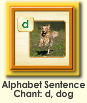 d
Alphabet Sentence
Chant: d, dog